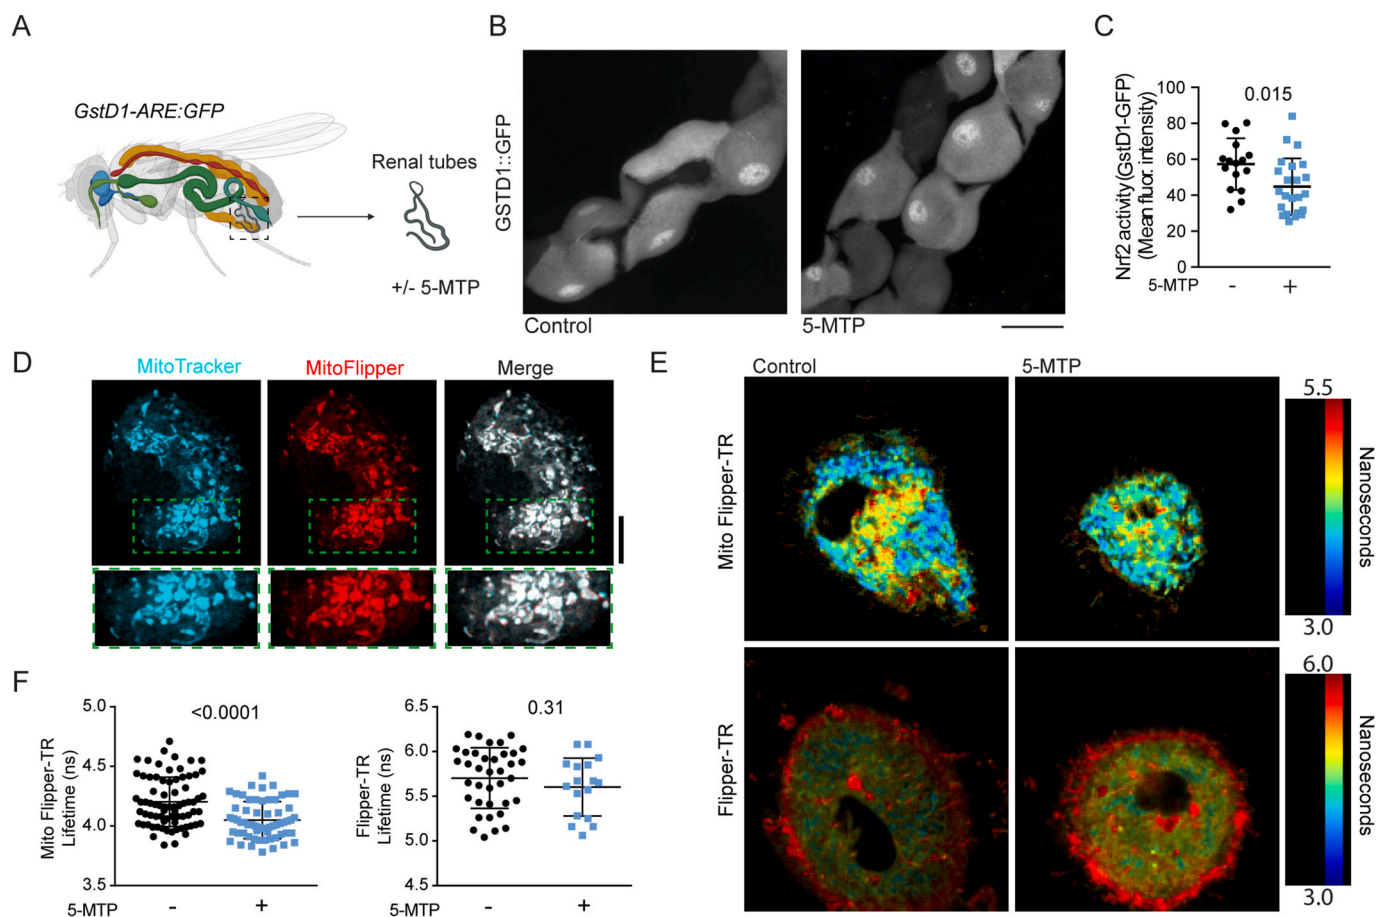 A
GstD1-ARE:GFP
Renal tubes
+/- 5-MTP
B
GSTD1::GFP
Control
5-MTP
C
Nrf2 activity(GstD1-GFP)
(Mean fluor. intensity)
100
80
60
40
20
0
0.015
5-MTP
-
+
D
MitoTracker
MitoFlipper
Merge
E
Control
5-MTP
Mito Flipper-TR
5.5
Nanoseconds
3.0
Flipper-TR
6.0
Nanoseconds
3.0
F
Mito Flipper-TR
Lifetime (ns)
5.0
4.5
4.0
3.5
<0.0001
5-MTP
-
+
Flipper-TR
Lifetime (ns)
6.5
6.0
5.5
5.0
4.5
0.31
5-MTP
-
+